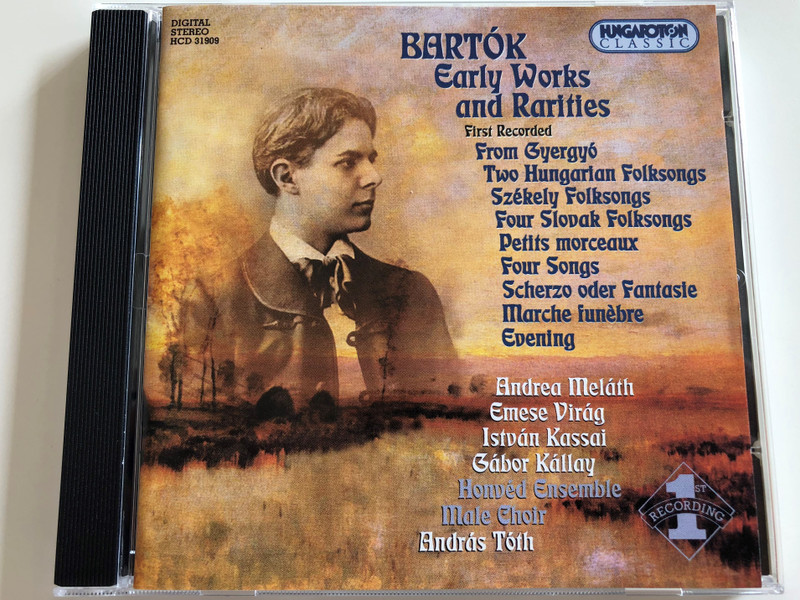 DIGITAL
STEREO
HCD 31909
HUNGAROTON
CLASSIC
BARTÓK
Early Works
and Rarities
First Recorded
From Gyergyó
Two Hungarian Folksongs
Székely Folksongs
Four Slovak Folksongs
Petits morceaux
Four Songs
Scherzo oder Fantasie
Marche funèbre
Evening
Andrea Meláth
Emese Virág
István Kassai
Gábor Kállay
Honvéd Ensemble
Male Choir
András Tóth
1ST
RECORDING